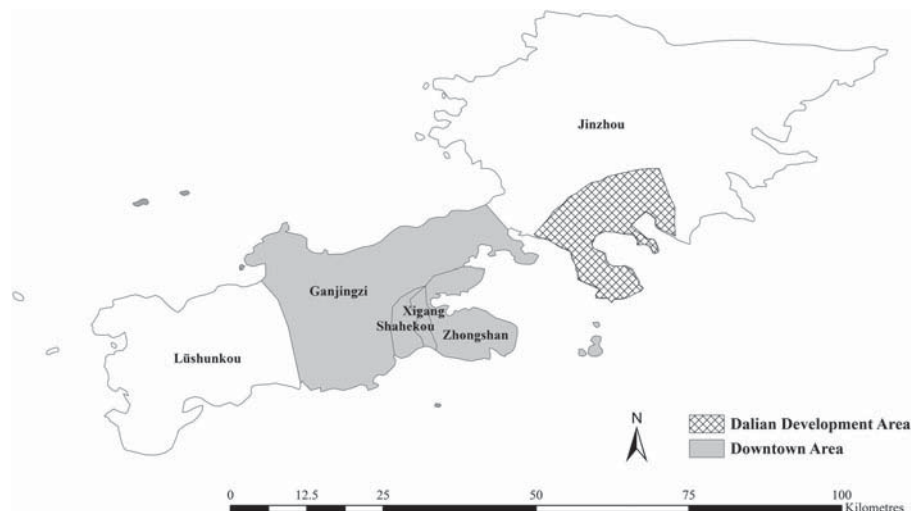 Jinzhou
Ganjingzi
Xigang
Shahekou
Zhongshan
Lüshunkou
N
Dalian Development Area
Downtown Area
0 12.5 25 50 75 100
Kilometres